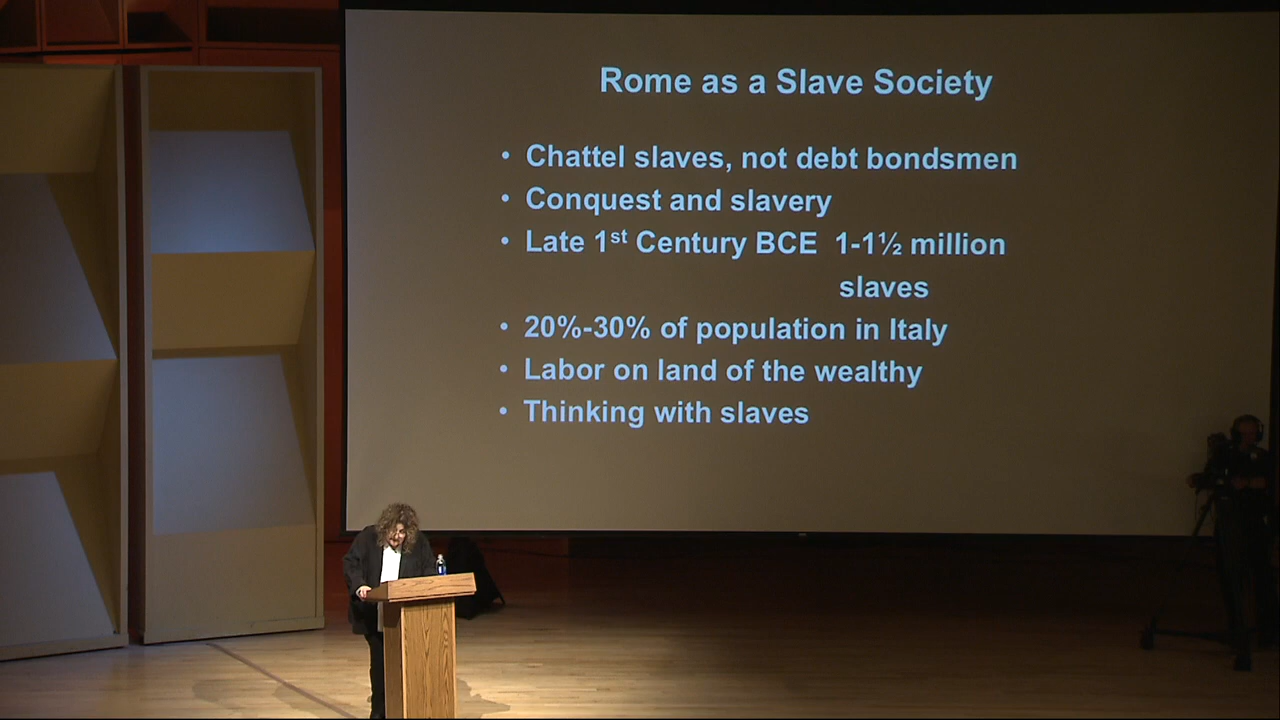 Rome as a Slave Society
• Chattel slaves, not debt bondsmen
• Conquest and slavery
• Late 1st Century BCE 1-1½ million
slaves
• 20%-30% of population in Italy
• Labor on land of the wealthy
• Thinking with slaves